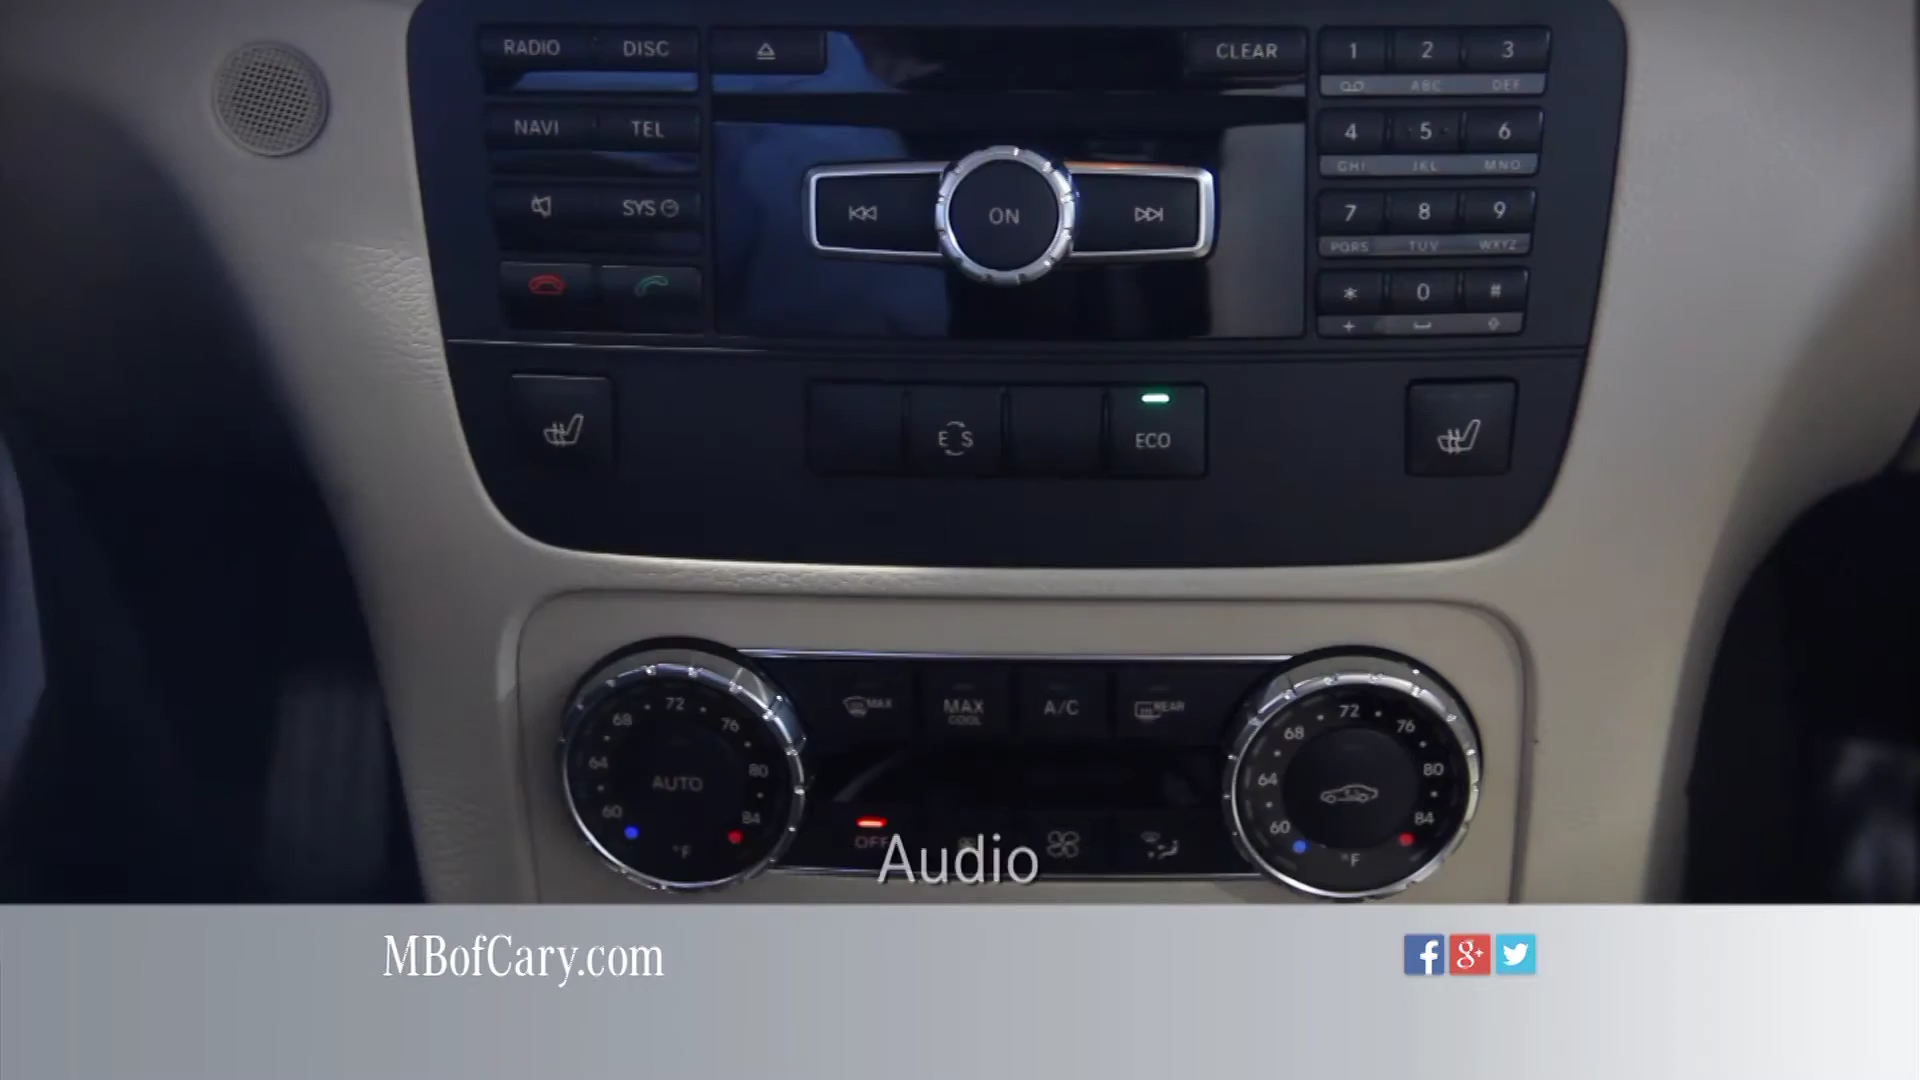 RADIO DISC CLEAR 1 2 3
ABC DEF
NAVI TEL 4 5 6
GHI JKL MNO
SYS ON 7 8 9
PQRS TUV WXYZ
* 0 #
+
E S ECO
72 MAX MAX COOL A/C REAR 72
68 76 68 76
64 80 64 80
AUTO
60 84 60 84
°F OFF °F
Audio
MBofCary.com
f g+